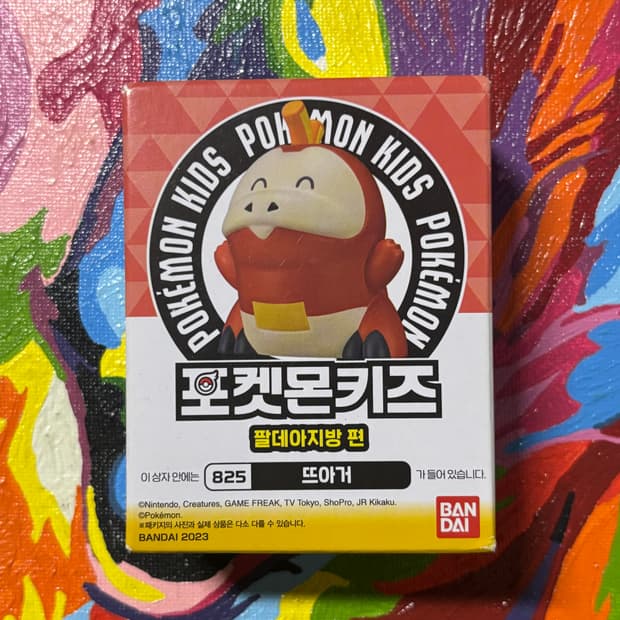 POKÉMON KIDS POKÉMON KIDS POKÉMON
포켓몬키즈
팔데아지방 편
이 상자 안에는 825 뜨아거 가 들어 있습니다.
©Nintendo, Creatures, GAME FREAK, TV Tokyo, ShoPro, JR Kikaku.
©Pokémon.
※패키지의 사진과 실제 상품은 다소 다를 수 있습니다.
BANDAI 2023
BAN
DAI